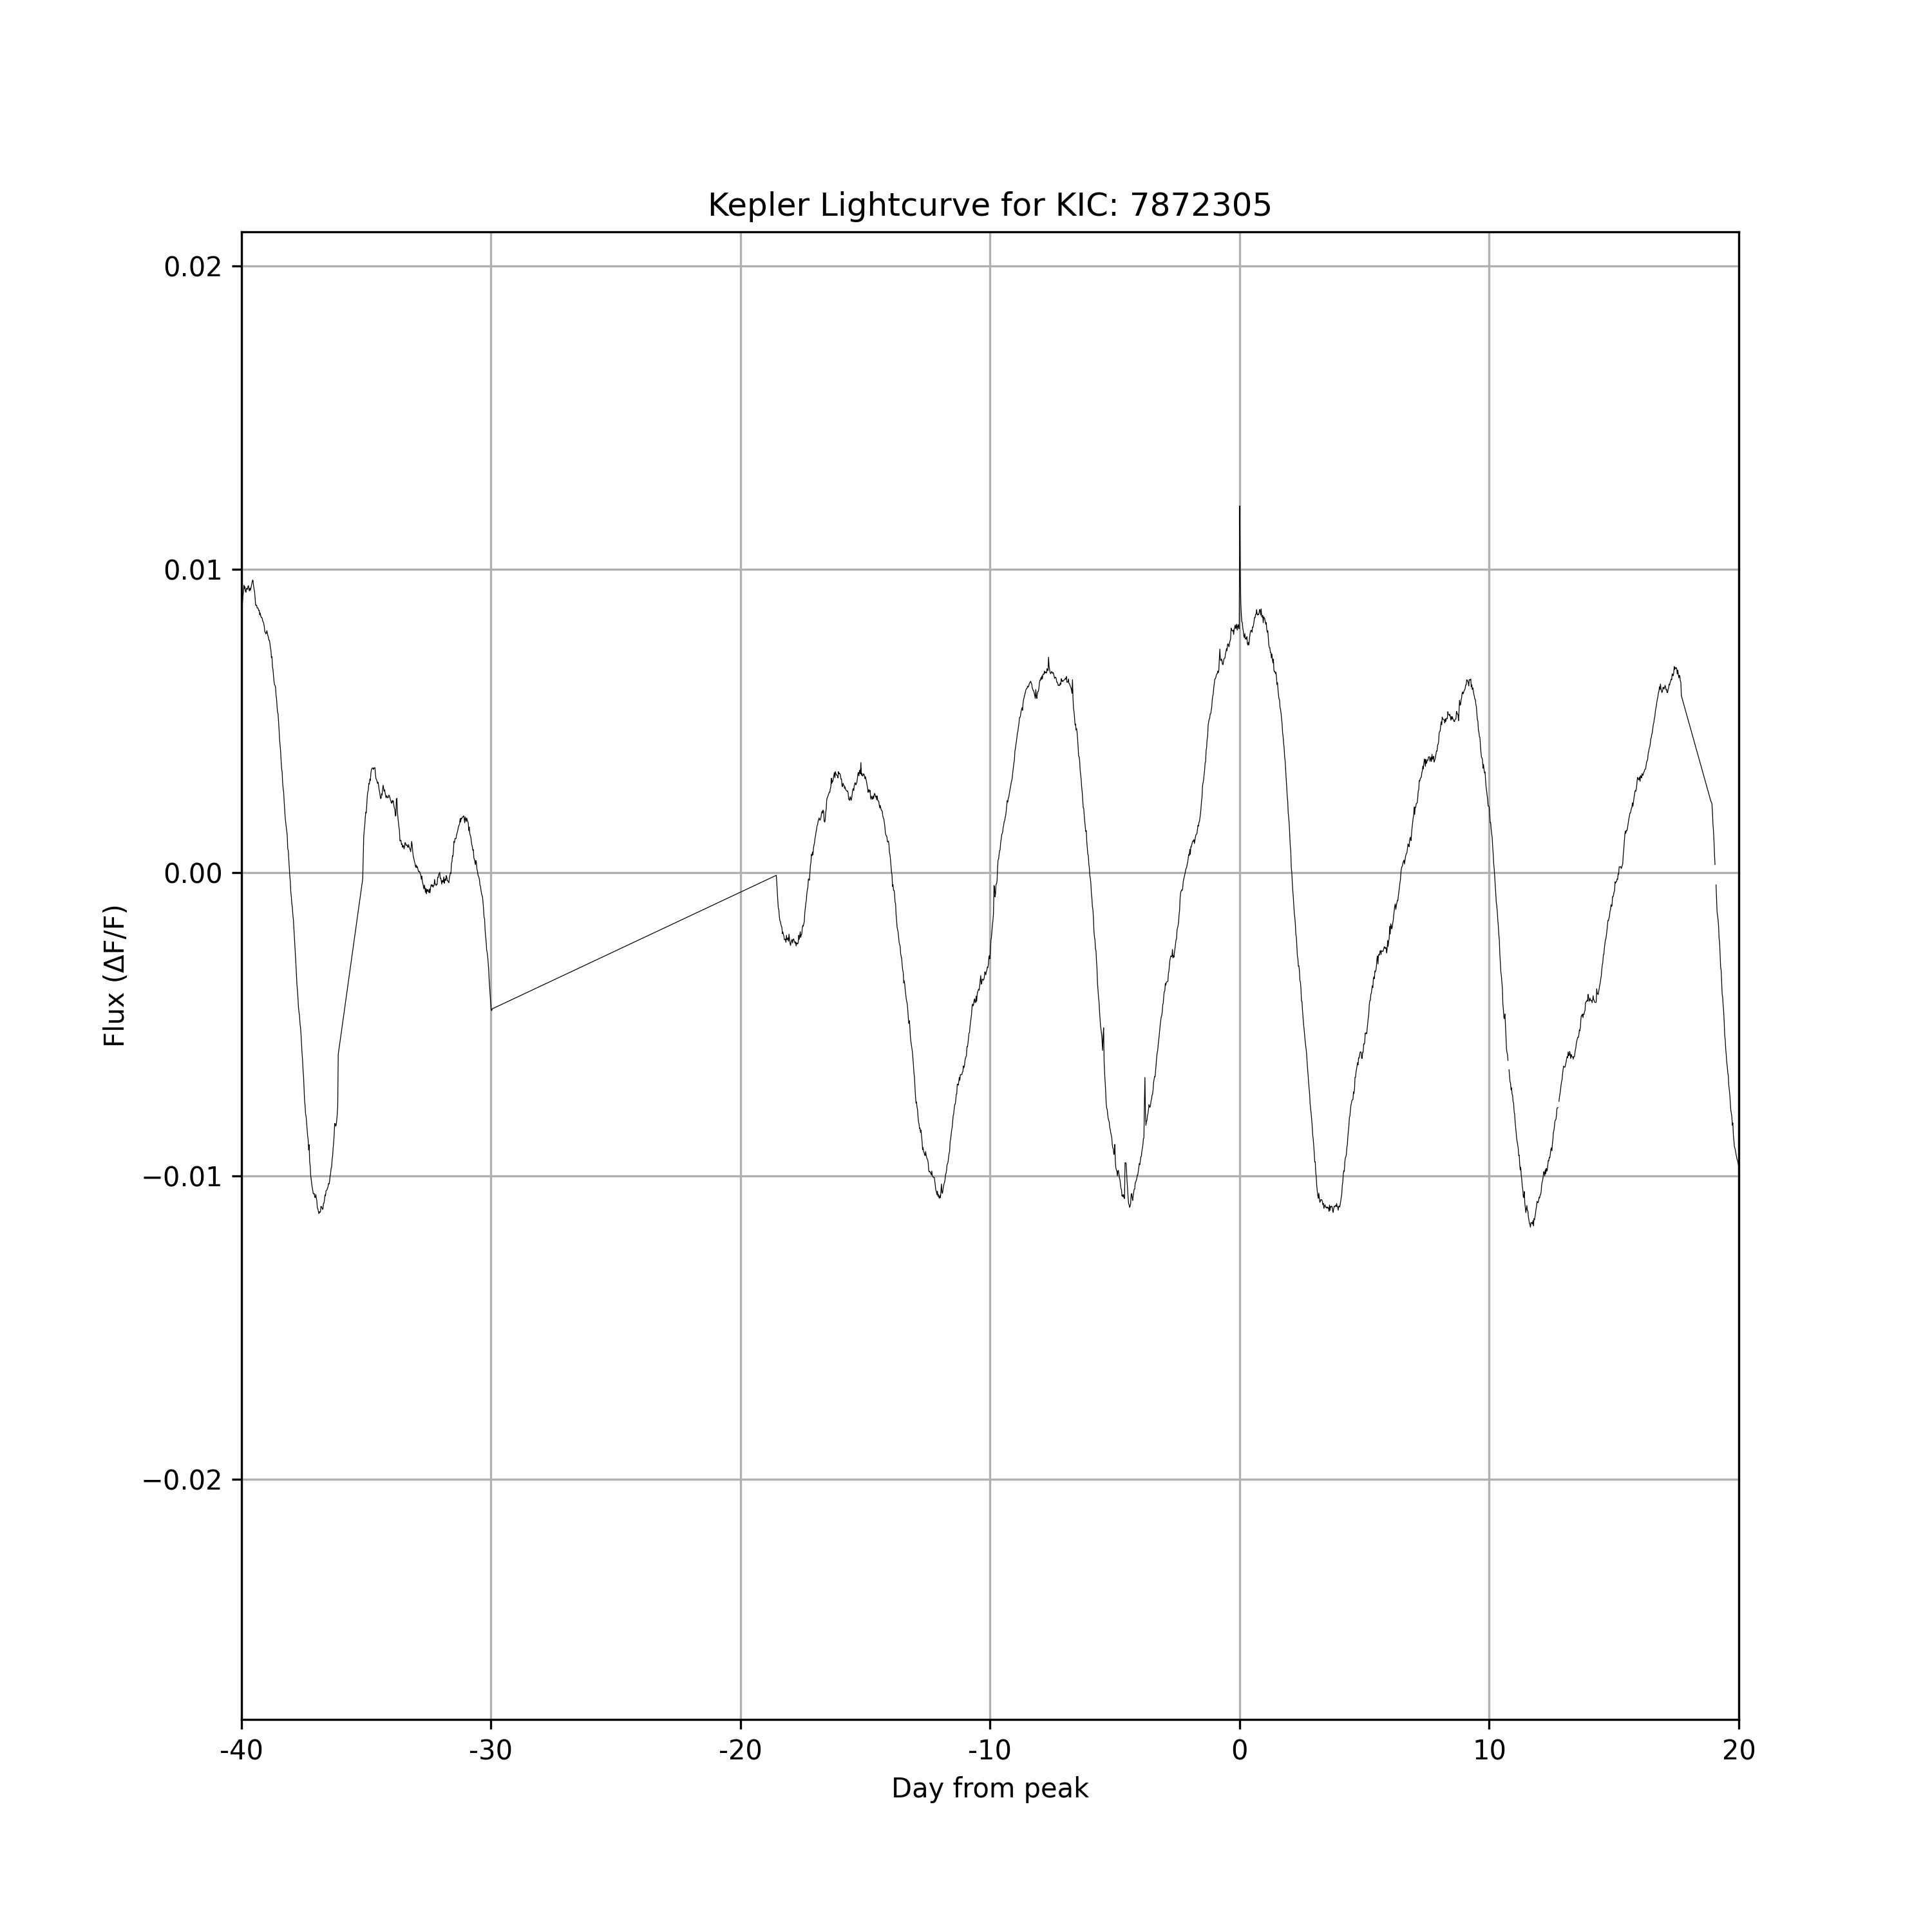 Kepler Lightcurve for KIC: 7872305
0.02
0.01
0.00
−0.01
−0.02
Flux (ΔF/F)
-40 -30 -20 -10 0 10 20
Day from peak